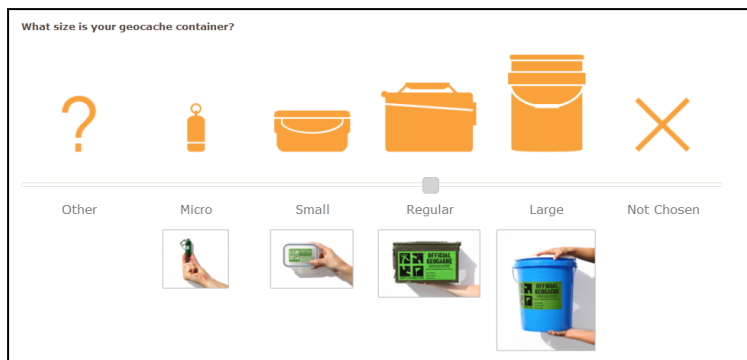 What size is your geocache container?
Other Micro Small Regular Large Not Chosen
OFFICIAL
GEOCACHE
OFFICIAL
GEOCACHE